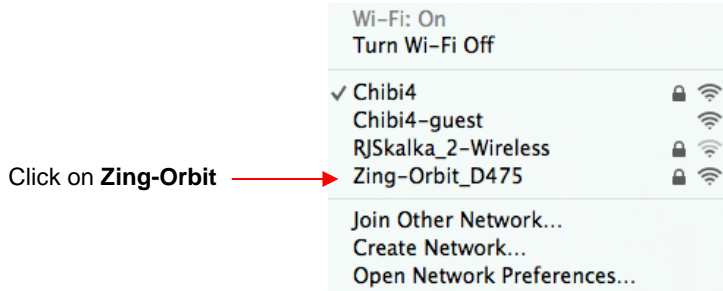 Wi-Fi: On
Turn Wi-Fi Off
Chibi4
Chibi4-guest
RJSkalka_2-Wireless
Click on Zing-Orbit
Zing-Orbit_D475
Join Other Network...
Create Network...
Open Network Preferences...